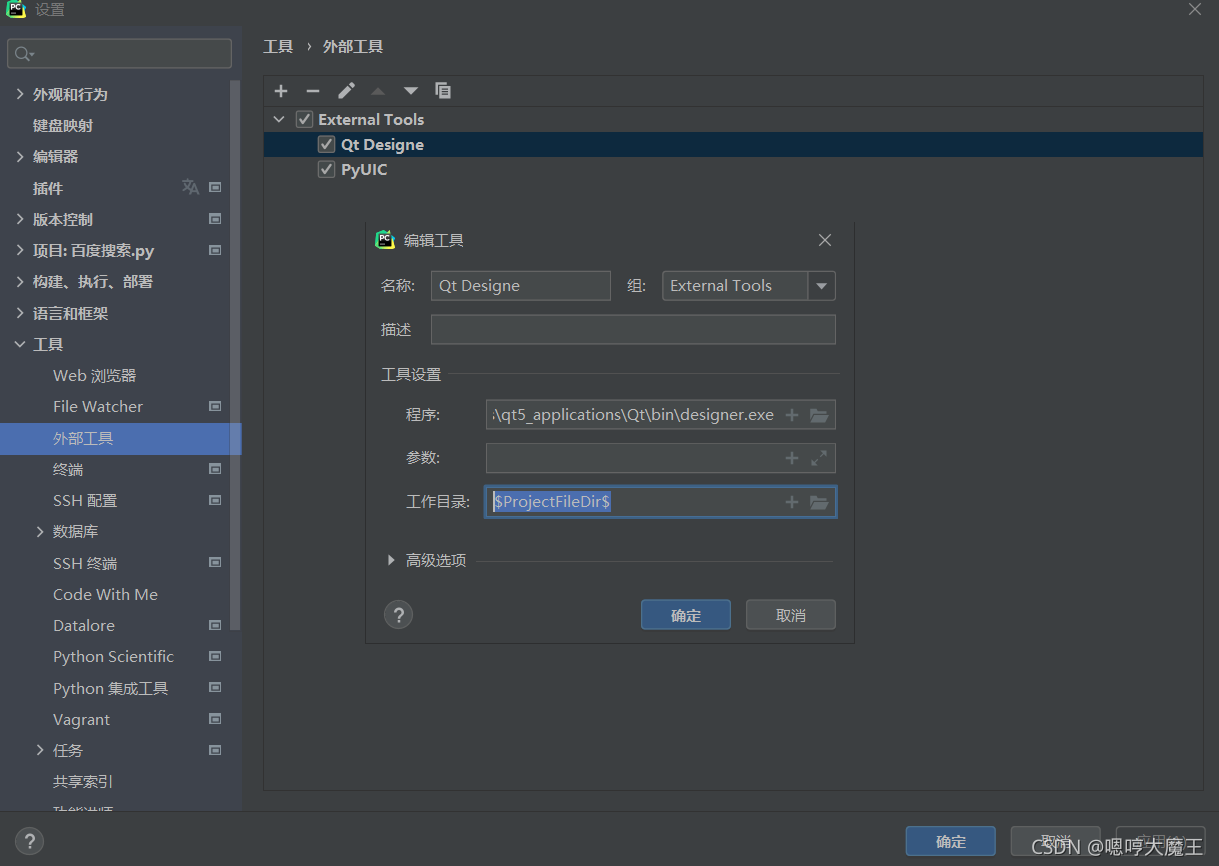 设置
工具 › 外部工具
外观和行为
键盘映射
编辑器
插件
版本控制
项目: 百度搜索.py
构建、执行、部署
语言和框架
工具
Web 浏览器
File Watcher
外部工具
终端
SSH 配置
数据库
SSH 终端
Code With Me
Datalore
Python Scientific
Python 集成工具
Vagrant
任务
共享索引
External Tools
Qt Designe
PyUIC
编辑工具
名称: Qt Designe 组: External Tools
描述
工具设置
程序: \qt5_applications\Qt\bin\designer.exe
参数:
工作目录: $ProjectFileDir$
高级选项
? 确定 取消
? 确定 取消
CSDN @嗯哼大魔王